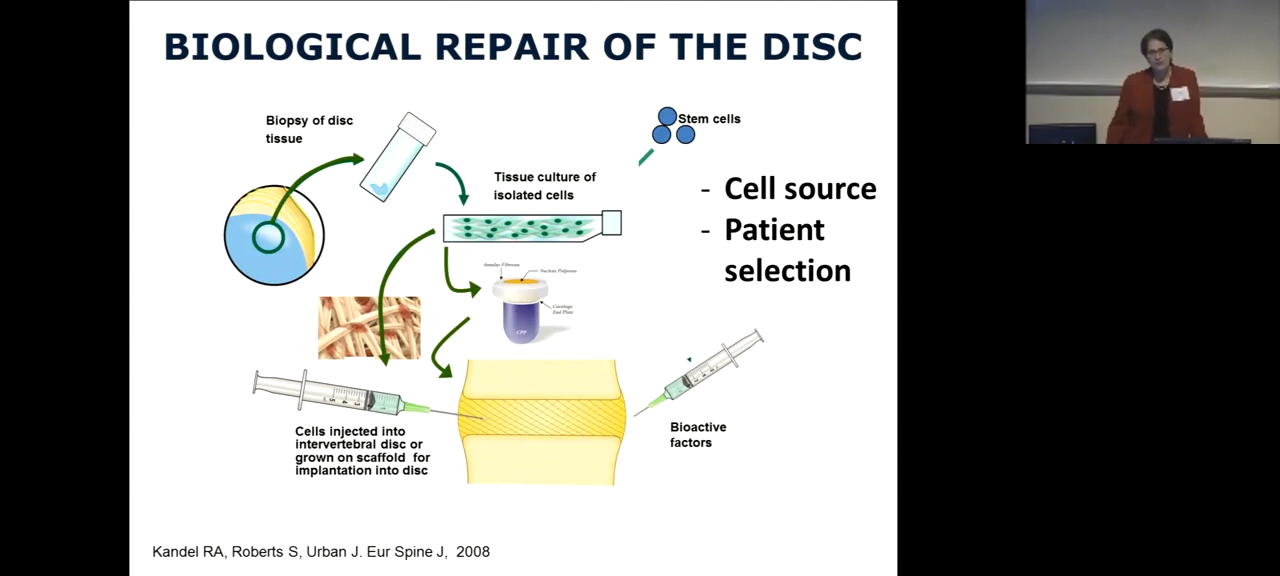 BIOLOGICAL REPAIR OF THE DISC
Biopsy of disc
tissue
Stem cells
Tissue culture of
isolated cells
- Cell source
- Patient
selection
Annulus Fibrosus
Nucleus Pulposus
Cartilage
End Plate
CPP
Cells injected into
intervertebral disc or
grown on scaffold for
implantation into disc
Bioactive
factors
Kandel RA, Roberts S, Urban J. Eur Spine J, 2008